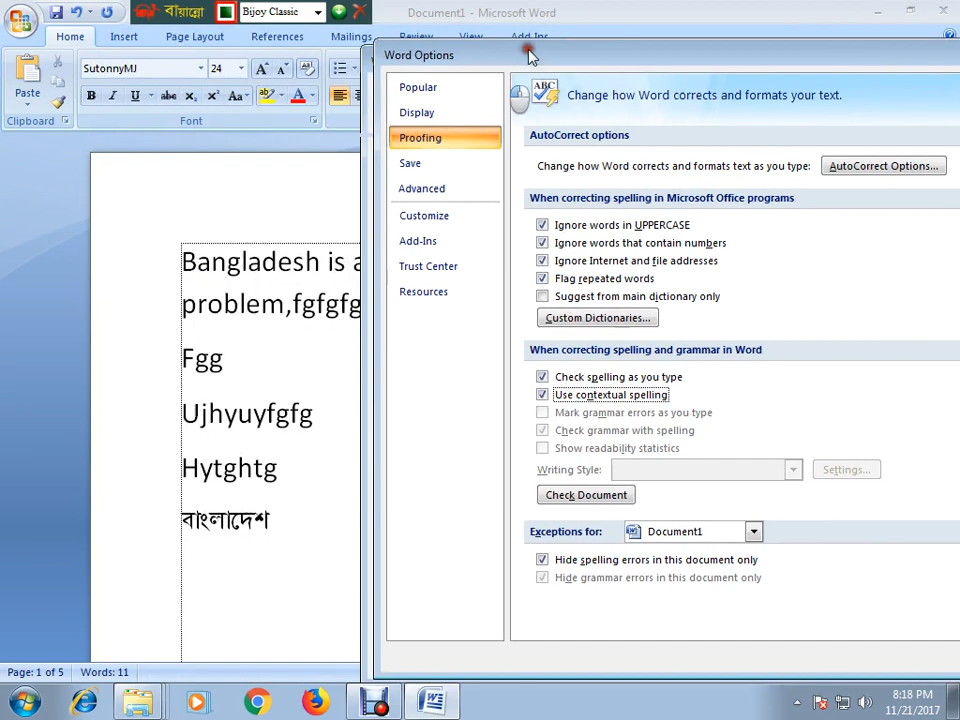 বায়ান্নো
Bijoy Classic
Document1 - Microsoft Word
Home Insert Page Layout References Mailings Review View Add-Ins
SutonnyMJ 24
Paste
Clipboard
Font
Word Options
Popular
Display
Proofing
Save
Advanced
Customize
Add-Ins
Trust Center
Resources
Change how Word corrects and formats your text.
AutoCorrect options
Change how Word corrects and formats text as you type: AutoCorrect Options...
When correcting spelling in Microsoft Office programs
Ignore words in UPPERCASE
Ignore words that contain numbers
Ignore Internet and file addresses
Flag repeated words
Suggest from main dictionary only
Custom Dictionaries...
When correcting spelling and grammar in Word
Check spelling as you type
Use contextual spelling
Mark grammar errors as you type
Check grammar with spelling
Show readability statistics
Writing Style: Settings...
Check Document
Exceptions for: Document1
Hide spelling errors in this document only
Hide grammar errors in this document only
Bangladesh is a
problem,fgfgfg
Fgg
Ujhyuyfgfg
Hytghtg
বাংলাদেশ
Page: 1 of 5 Words: 11
8:18 PM
11/21/2017